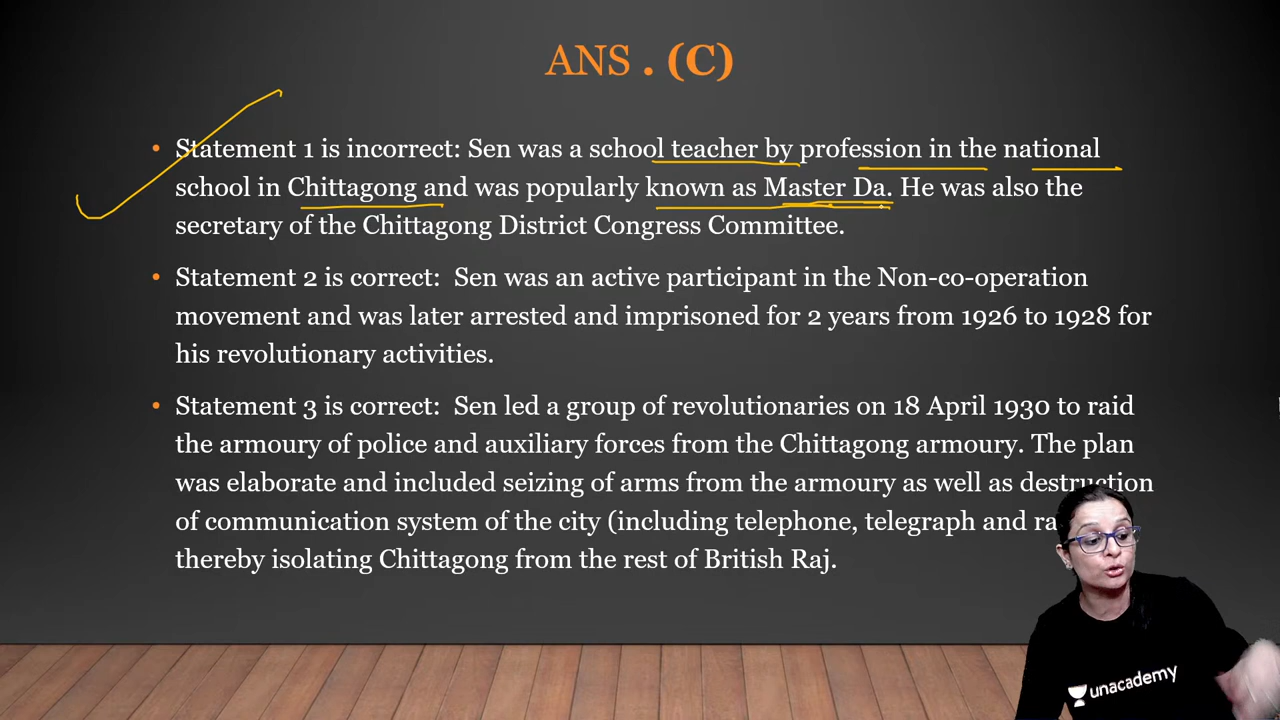 ANS . (C)
• Statement 1 is incorrect: Sen was a school teacher by profession in the national
school in Chittagong and was popularly known as Master Da. He was also the
secretary of the Chittagong District Congress Committee.
• Statement 2 is correct:  Sen was an active participant in the Non-co-operation
movement and was later arrested and imprisoned for 2 years from 1926 to 1928 for
his revolutionary activities.
• Statement 3 is correct:  Sen led a group of revolutionaries on 18 April 1930 to raid
the armoury of police and auxiliary forces from the Chittagong armoury. The plan
was elaborate and included seizing of arms from the armoury as well as destruction
of communication system of the city (including telephone, telegraph and
thereby isolating Chittagong from the rest of British Raj.
unacademy